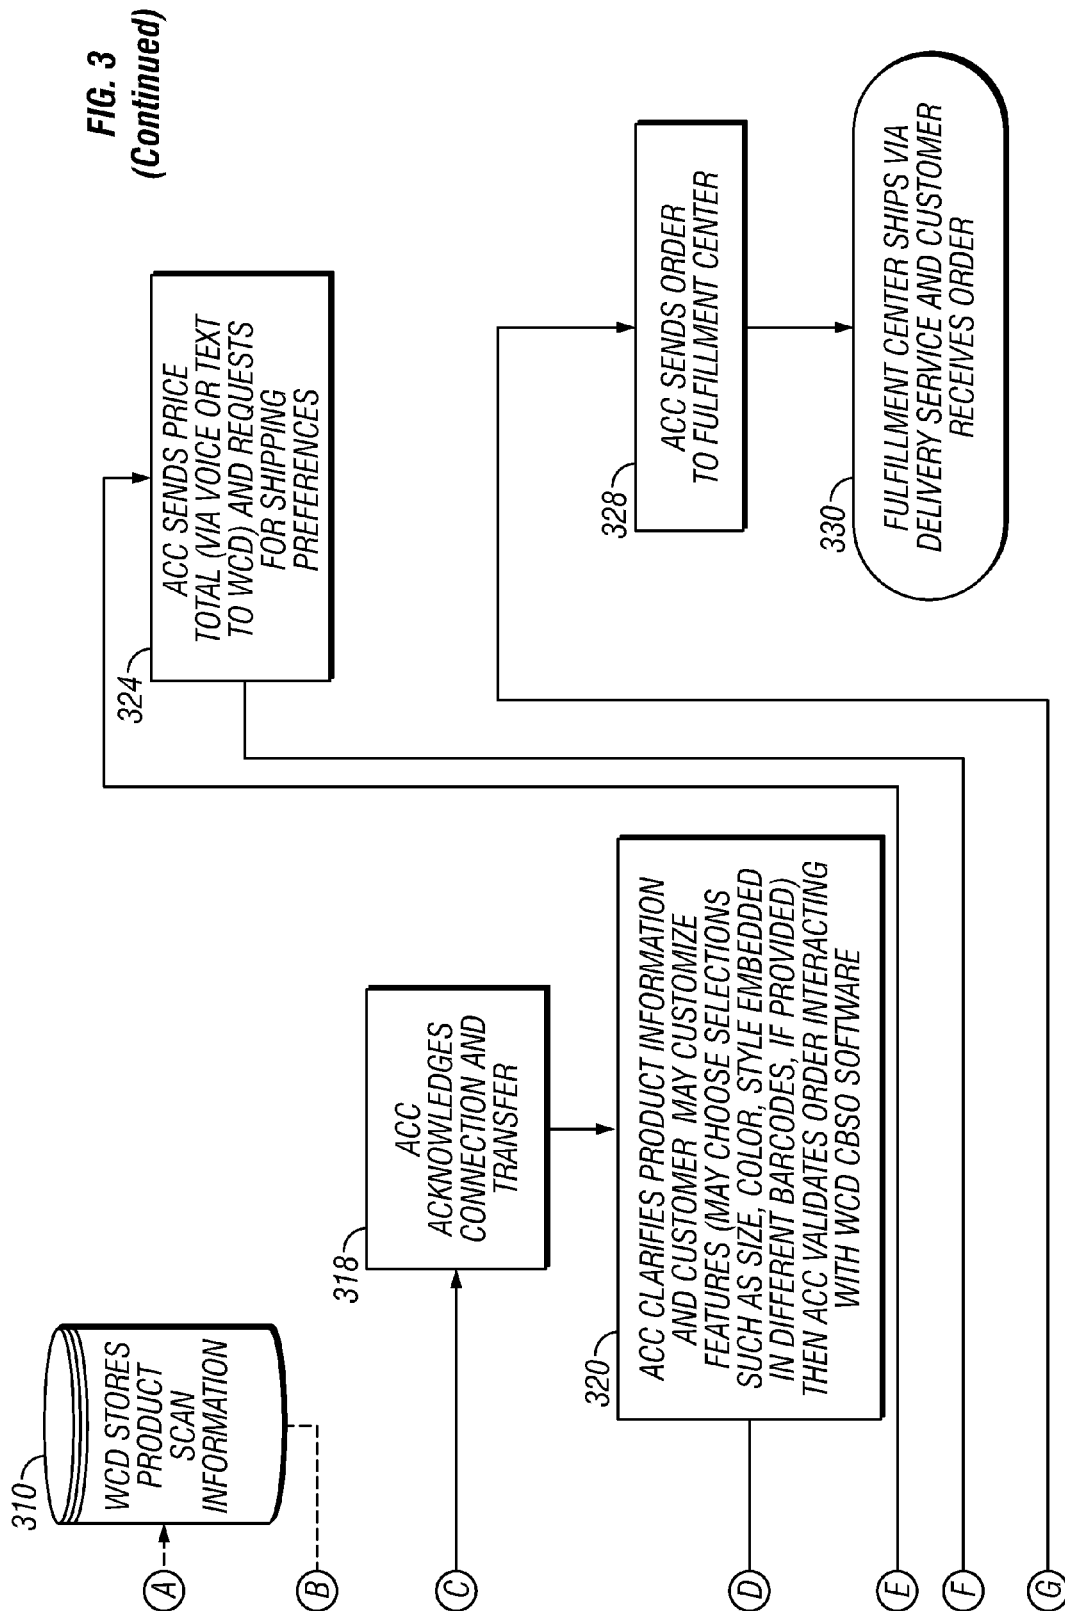 FIG. 3
(Continued)
310
WCD STORES
PRODUCT
SCAN
INFORMATION
A
B
324
ACC SENDS PRICE
TOTAL (VIA VOICE OR TEXT
TO WCD) AND REQUESTS
FOR SHIPPING
PREFERENCES
318
ACC
ACKNOWLEDGES
CONNECTION AND
TRANSFER
C
320
ACC CLARIFIES PRODUCT INFORMATION
AND CUSTOMER MAY CUSTOMIZE
FEATURES (MAY CHOOSE SELECTIONS
SUCH AS SIZE, COLOR, STYLE EMBEDDED
IN DIFFERENT BARCODES, IF PROVIDED)
THEN ACC VALIDATES ORDER INTERACTING
WITH WCD CBSO SOFTWARE
D
E
F
G
328
ACC SENDS ORDER
TO FULFILLMENT CENTER
330
FULFILLMENT CENTER SHIPS VIA
DELIVERY SERVICE AND CUSTOMER
RECEIVES ORDER